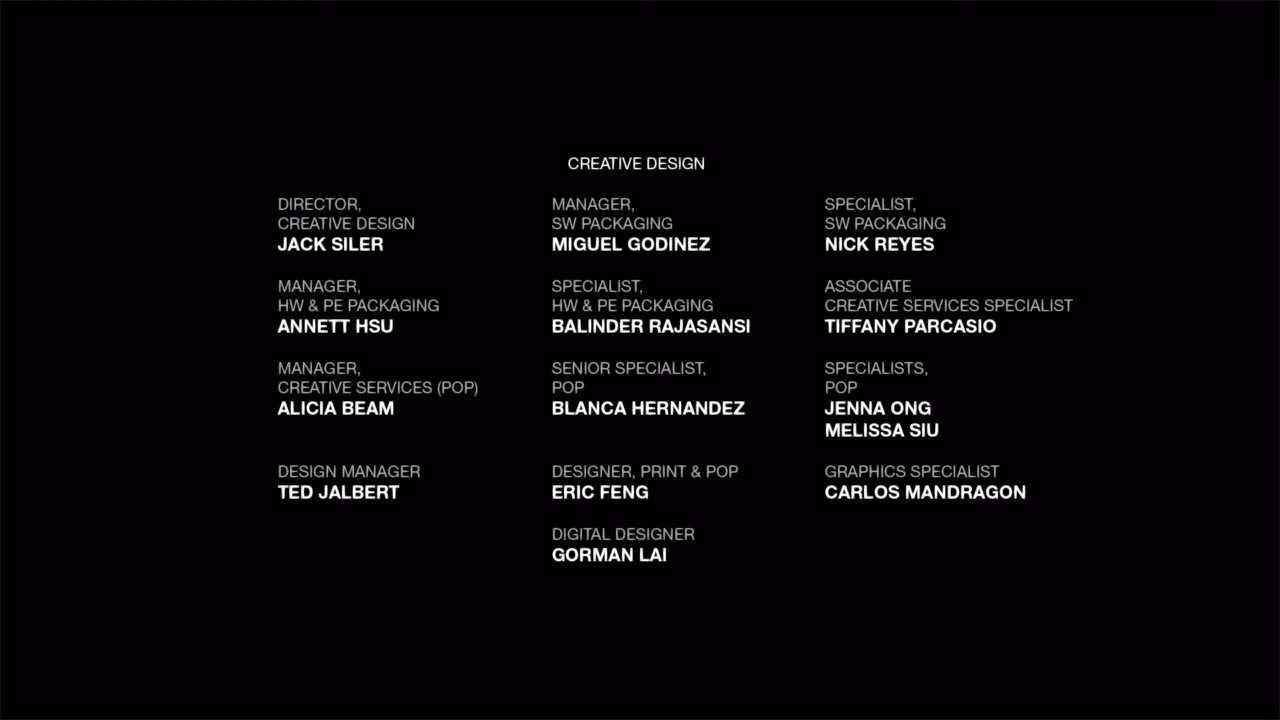 CREATIVE DESIGN
DIRECTOR,
CREATIVE DESIGN
JACK SILER
MANAGER,
SW PACKAGING
MIGUEL GODINEZ
SPECIALIST,
SW PACKAGING
NICK REYES
MANAGER,
HW & PE PACKAGING
ANNETT HSU
SPECIALIST,
HW & PE PACKAGING
BALINDER RAJASANSI
ASSOCIATE
CREATIVE SERVICES SPECIALIST
TIFFANY PARCASIO
MANAGER,
CREATIVE SERVICES (POP)
ALICIA BEAM
SENIOR SPECIALIST,
POP
BLANCA HERNANDEZ
SPECIALISTS,
POP
JENNA ONG
MELISSA SIU
DESIGN MANAGER
TED JALBERT
DESIGNER, PRINT & POP
ERIC FENG
GRAPHICS SPECIALIST
CARLOS MANDRAGON
DIGITAL DESIGNER
GORMAN LAI